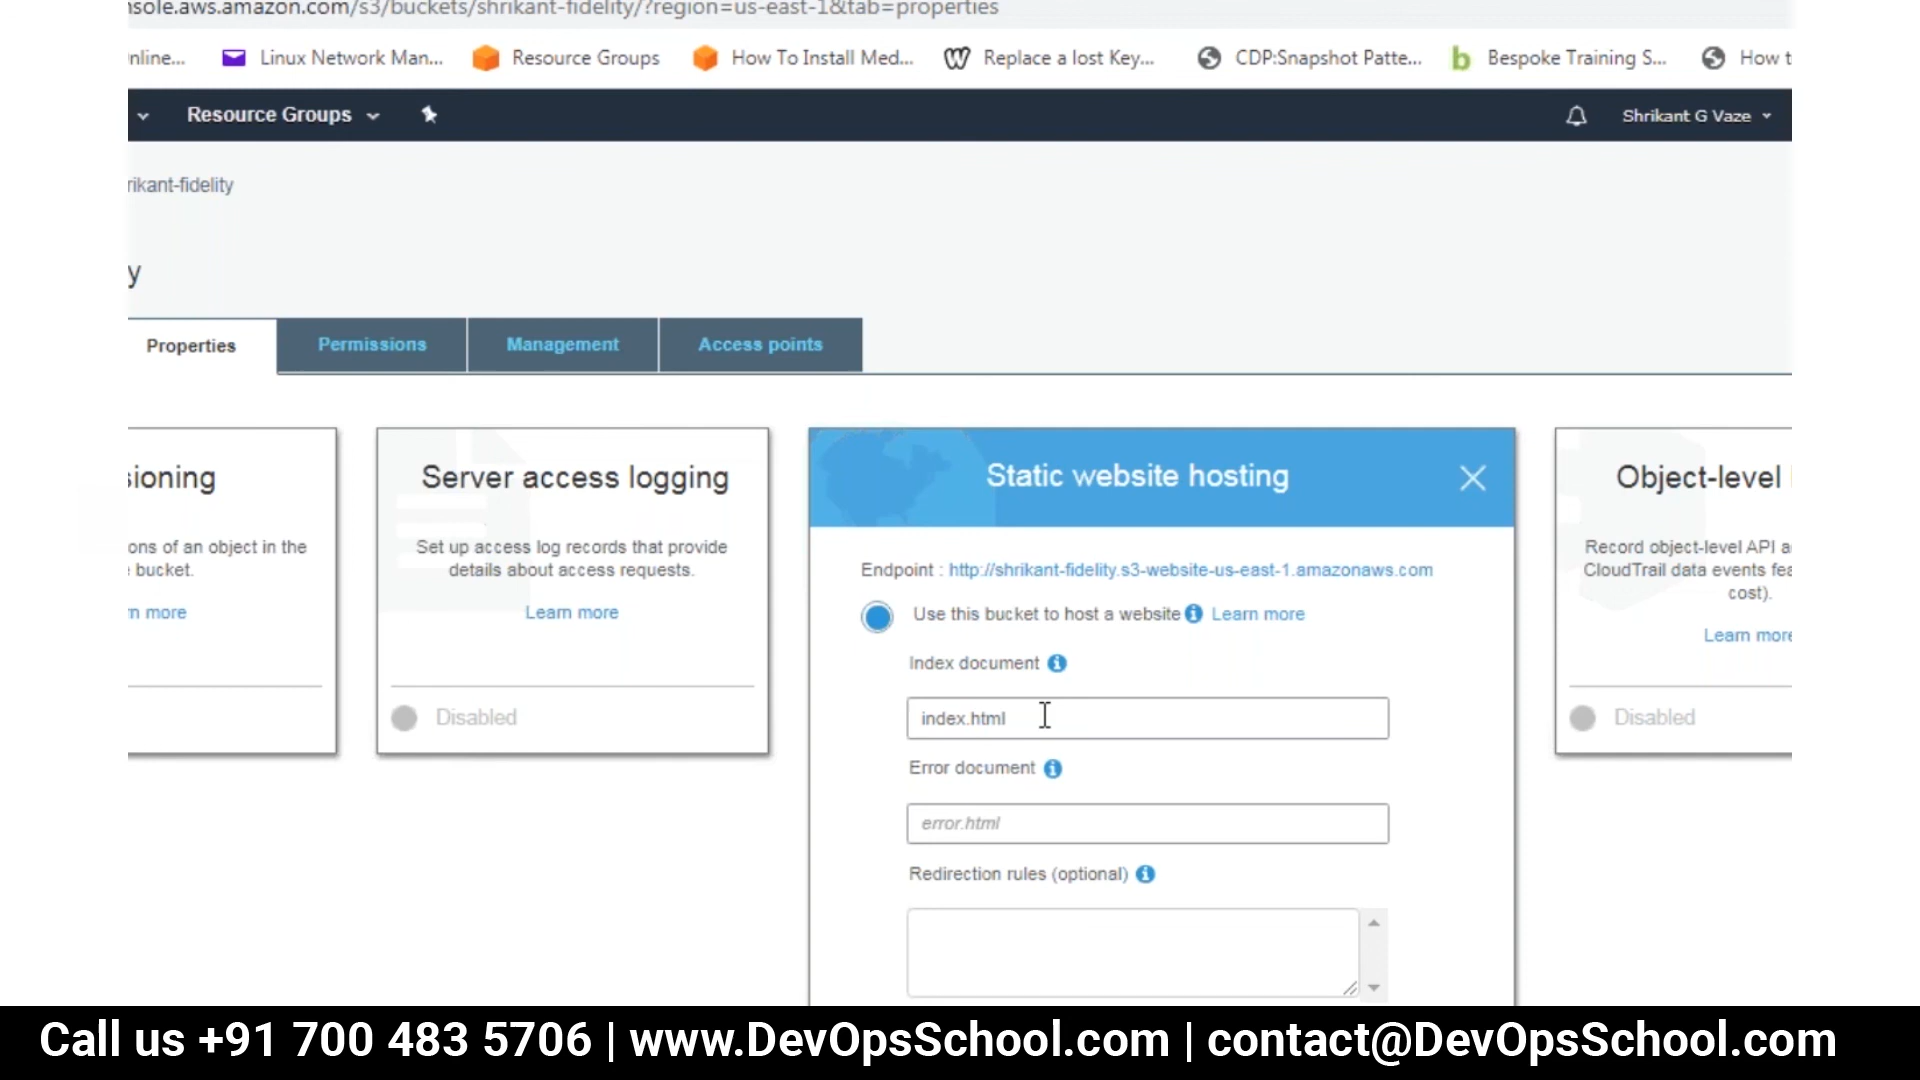 nsole.aws.amazon.com/s3/buckets/shrikant-fidelity/?region=us-east-1&tab=properties
nline... Linux Network Man... Resource Groups How To Install Med... Replace a lost Key... CDP:Snapshot Patte... Bespoke Training S... How t
Resource Groups Shrikant G Vaze
rikant-fidelity
y
Properties Permissions Management Access points
sioning
ons of an object in the
bucket.
n more
Server access logging
Set up access log records that provide
details about access requests.
Learn more
Disabled
Static website hosting
Endpoint : http://shrikant-fidelity.s3-website-us-east-1.amazonaws.com
Use this bucket to host a website Learn more
Index document
index.html
Error document
error.html
Redirection rules (optional)
Object-level
Record object-level API a
CloudTrail data events fea
cost).
Learn more
Disabled
Call us +91 700 483 5706 | www.DevOpsSchool.com | contact@DevOpsSchool.com